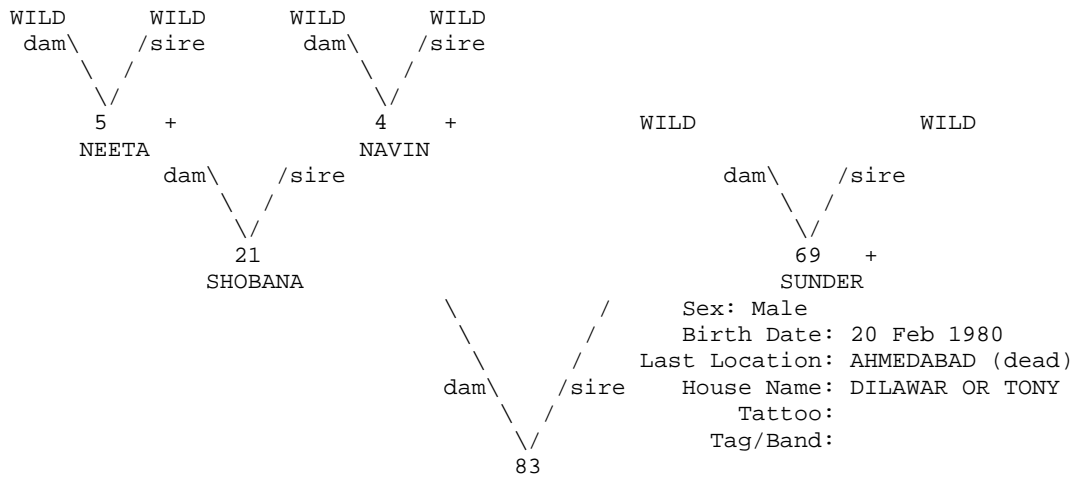 WILD WILD WILD WILD
dam\ /sire dam\ /sire
\ / \ /
\/ \/
5 + 4 + WILD WILD
NEETA NAVIN
dam\ /sire dam\ /sire
\ / \ /
\/ \/
21 69 +
SHOBANA SUNDER
\ / Sex: Male
\ / Birth Date: 20 Feb 1980
\ / Last Location: AHMEDABAD (dead)
dam\ /sire House Name: DILAWAR OR TONY
\ / Tattoo:
\/ Tag/Band:
83